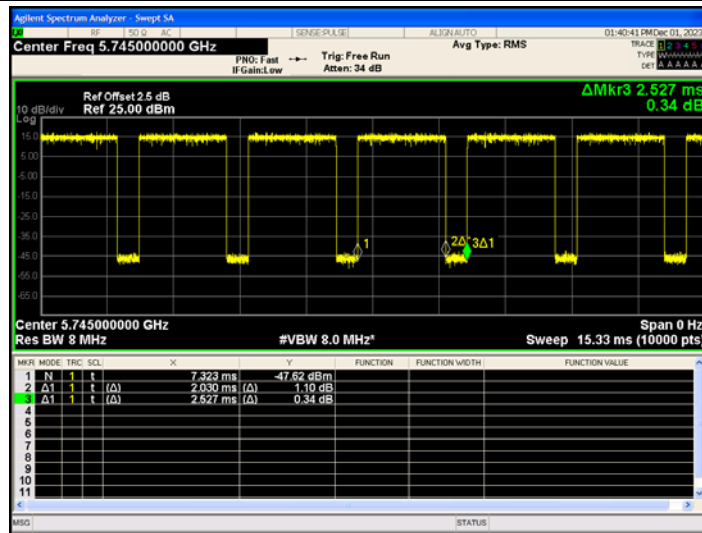 Agilent Spectrum Analyzer - Swept SA
RF 50 Ω AC SENSE:PULSE ALIGN AUTO 01:40:41 PM Dec 01, 2023
Center Freq 5.745000000 GHz Avg Type: RMS TRACE 1 2 3 4 5
PNO: Fast Trig: Free Run TYPE
IFGain:Low Atten: 34 dB DET A A A A A
ΔMkr3 2.527 ms
0.34 dB
Ref Offset 2.5 dB
10 dB/div Ref 25.00 dBm
Log
15.0
5.00
-5.00
-15.0
-25.0
-35.0
-45.0
-55.0
-65.0
1 2Δ1 3Δ1
Center 5.745000000 GHz Span 0 Hz
Res BW 8 MHz #VBW 8.0 MHz* Sweep 15.33 ms (10000 pts)
MKR MODE TRC SCL X Y FUNCTION FUNCTION WIDTH FUNCTION VALUE
1 N 1 t 7.323 ms -47.62 dBm
2 Δ1 1 t (Δ) 2.030 ms (Δ) 1.10 dB
3 Δ1 1 t (Δ) 2.527 ms (Δ) 0.34 dB
4
5
6
7
8
9
10
11
MSG STATUS